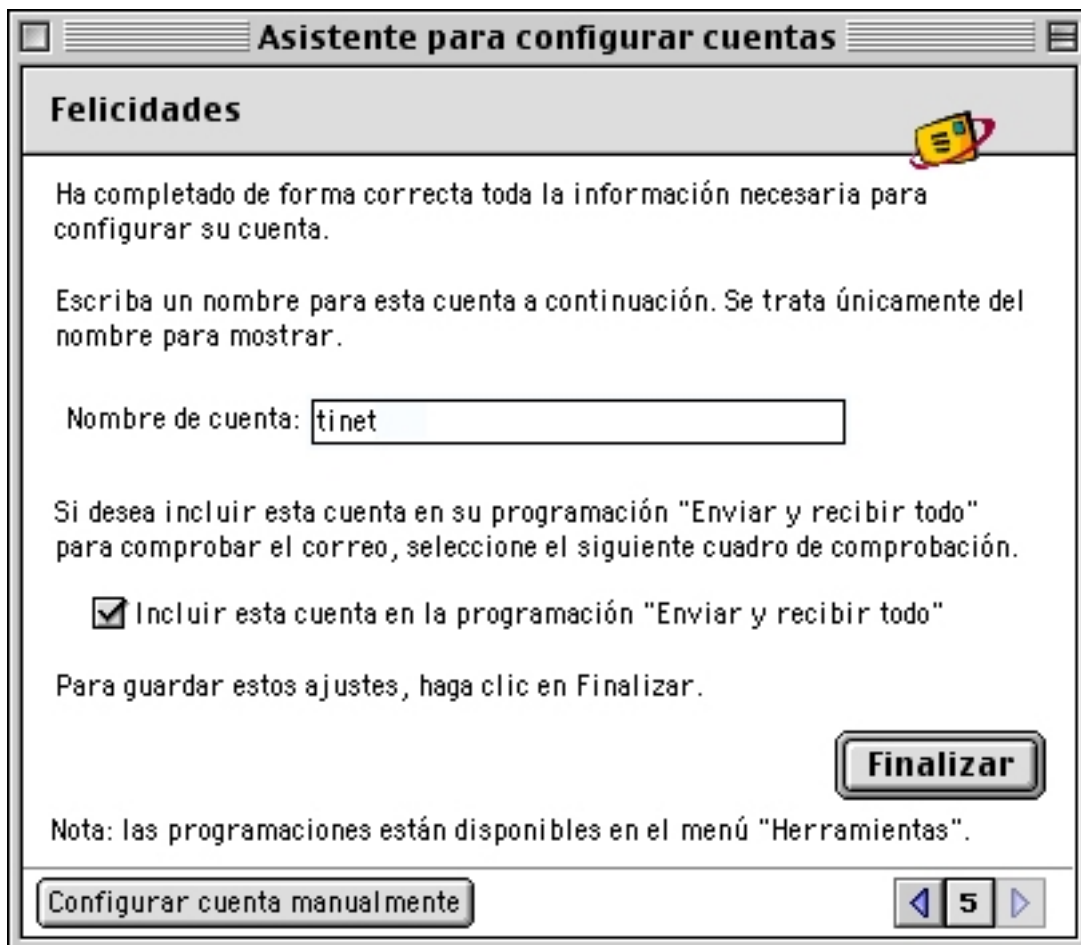 Asistente para configurar cuentas
Felicidades
Ha completado de forma correcta toda la información necesaria para
configurar su cuenta.
Escriba un nombre para esta cuenta a continuación. Se trata únicamente del
nombre para mostrar.
Nombre de cuenta: tinet
Si desea incluir esta cuenta en su programación "Enviar y recibir todo"
para comprobar el correo, seleccione el siguiente cuadro de comprobación.
Incluir esta cuenta en la programación "Enviar y recibir todo"
Para guardar estos ajustes, haga clic en Finalizar.
Finalizar
Nota: las programaciones están disponibles en el menú "Herramientas".
Configurar cuenta manualmente 5